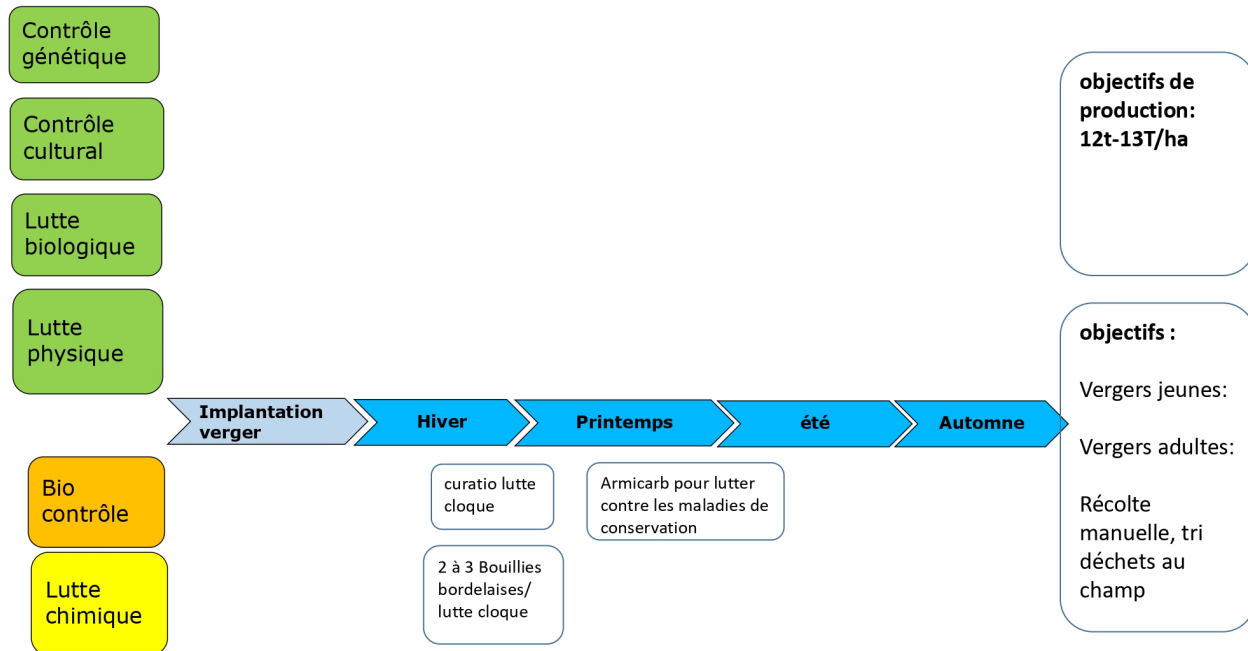 Contrôle
génétique
Contrôle
cultural
Lutte
biologique
Lutte
physique
Implantation
verger
Hiver
Printemps
été
Automne
Bio
contrôle
curatio lutte
cloque
Armicarb pour lutter
contre les maladies de
conservation
Lutte
chimique
2 à 3 Bouillies
bordelaises/
lutte cloque
objectifs de
production:
12t-13T/ha
objectifs :
Vergers jeunes:
Vergers adultes:
Récolte
manuelle, tri
déchets au
champ